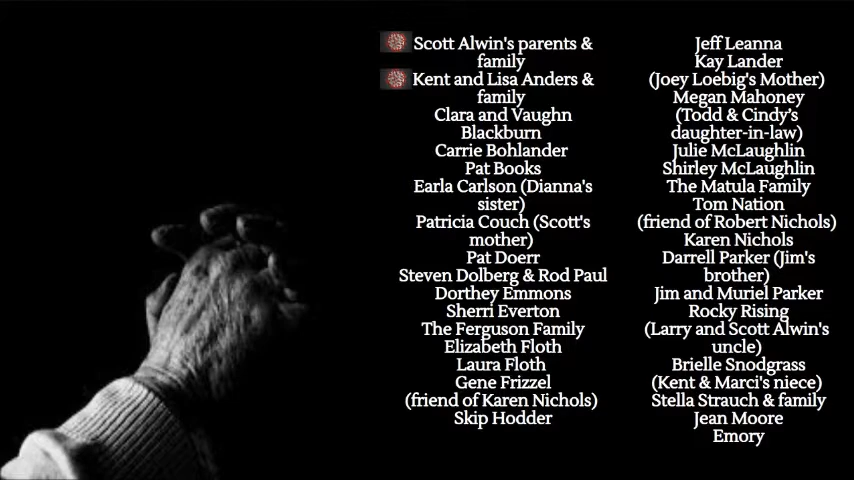 Scott Alwin's parents &
family
Kent and Lisa Anders &
family
Clara and Vaughn
Blackburn
Carrie Bohlander
Pat Books
Earla Carlson (Dianna's
sister)
Patricia Couch (Scott's
mother)
Pat Doerr
Steven Dolberg & Rod Paul
Dorthey Emmons
Sherri Everton
The Ferguson Family
Elizabeth Floth
Laura Floth
Gene Frizzel
(friend of Karen Nichols)
Skip Hodder
Jeff Leanna
Kay Lander
(Joey Loebig's Mother)
Megan Mahoney
(Todd & Cindy's
daughter-in-law)
Julie McLaughlin
Shirley McLaughlin
The Matula Family
Tom Nation
(friend of Robert Nichols)
Karen Nichols
Darrell Parker (Jim's
brother)
Jim and Muriel Parker
Rocky Rising
(Larry and Scott Alwin's
uncle)
Brielle Snodgrass
(Kent & Marci's niece)
Stella Strauch & family
Jean Moore
Emory